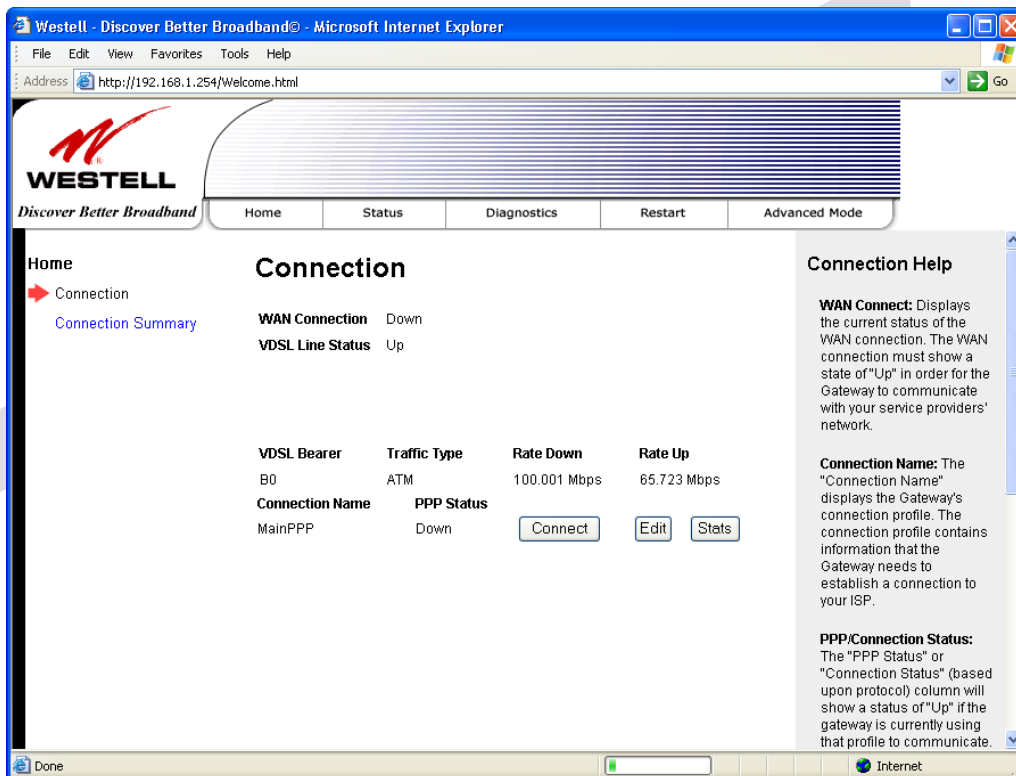 Westell - Discover Better Broadband© - Microsoft Internet Explorer
File Edit View Favorites Tools Help
Address http://192.168.1.254/Welcome.html Go
WESTELL
®
Discover Better Broadband
Home Status Diagnostics Restart Advanced Mode
Home
Connection
Connection Summary
Connection
WAN Connection Down
VDSL Line Status Up
VDSL Bearer Traffic Type Rate Down Rate Up
B0 ATM 100.001 Mbps 65.723 Mbps
Connection Name PPP Status
MainPPP Down Connect Edit Stats
Connection Help
WAN Connect: Displays
the current status of the
WAN connection. The WAN
connection must show a
state of "Up" in order for the
Gateway to communicate
with your service providers'
network.
Connection Name: The
"Connection Name"
displays the Gateway's
connection profile. The
connection profile contains
information that the
Gateway needs to
establish a connection to
your ISP.
PPP/Connection Status:
The "PPP Status" or
"Connection Status" (based
upon protocol) column will
show a status of "Up" if the
gateway is currently using
that profile to communicate.
Done Internet